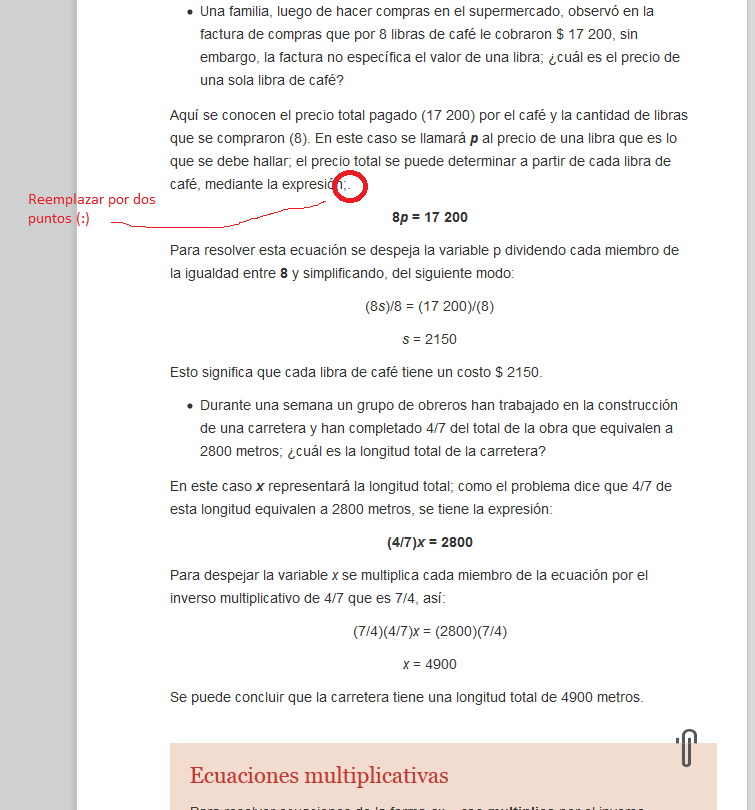 • Una familia, luego de hacer compras en el supermercado, observó en la
factura de compras que por 8 libras de café le cobraron $ 17 200, sin
embargo, la factura no específica el valor de una libra; ¿cuál es el precio de
una sola libra de café?
Aquí se conocen el precio total pagado (17 200) por el café y la cantidad de libras
que se compraron (8). En este caso se llamará p al precio de una libra que es lo
que se debe hallar; el precio total se puede determinar a partir de cada libra de
café, mediante la expresión;.
Reemplazar por dos
puntos (:)
8p = 17 200
Para resolver esta ecuación se despeja la variable p dividendo cada miembro de
la igualdad entre 8 y simplificando, del siguiente modo:
(8s)/8 = (17 200)/(8)
s = 2150
Esto significa que cada libra de café tiene un costo $ 2150.
• Durante una semana un grupo de obreros han trabajado en la construcción
de una carretera y han completado 4/7 del total de la obra que equivalen a
2800 metros; ¿cuál es la longitud total de la carretera?
En este caso x representará la longitud total; como el problema dice que 4/7 de
esta longitud equivalen a 2800 metros, se tiene la expresión:
(4/7)x = 2800
Para despejar la variable x se multiplica cada miembro de la ecuación por el
inverso multiplicativo de 4/7 que es 7/4, así:
(7/4)(4/7)x = (2800)(7/4)
x = 4900
Se puede concluir que la carretera tiene una longitud total de 4900 metros.
Ecuaciones multiplicativas